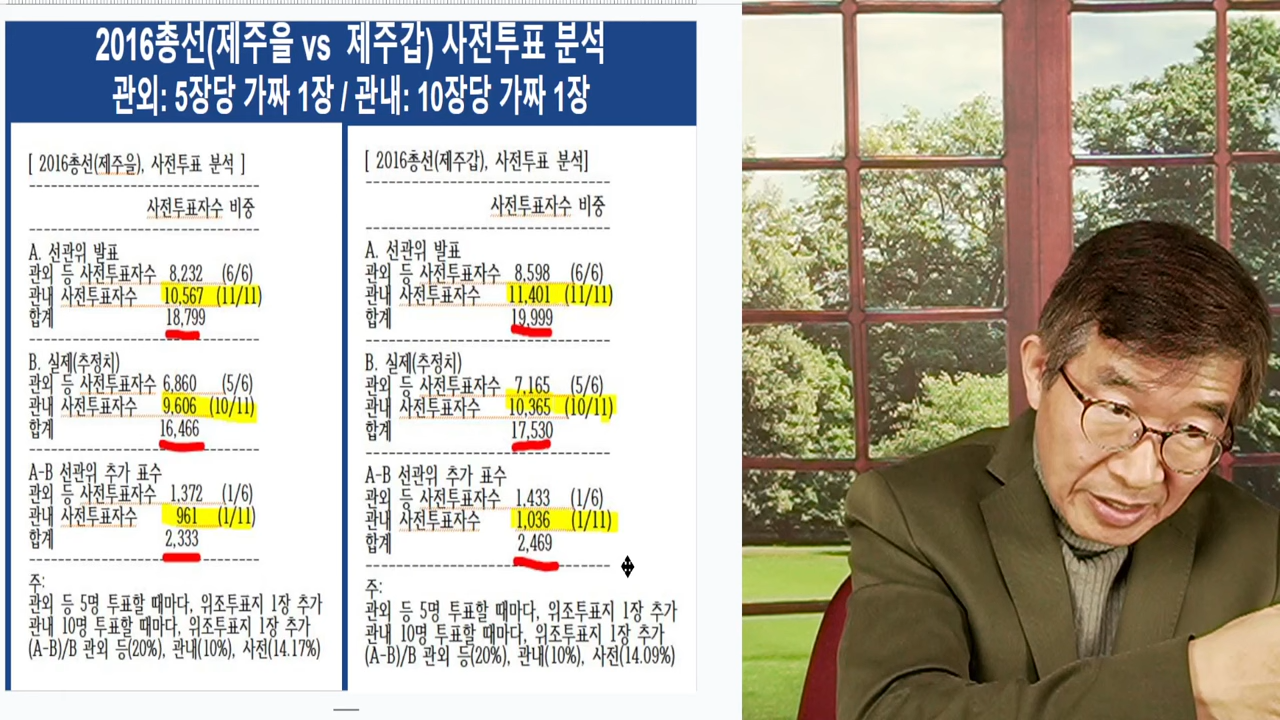 2016총선(제주을 vs 제주갑) 사전투표 분석
관외: 5장당 가짜 1장 / 관내: 10장당 가짜 1장
[ 2016총선(제주을), 사전투표 분석 ]
사전투표자수 비중
A. 선관위 발표
관외 등 사전투표자수 8,232 (6/6)
관내 사전투표자수 10,567 (11/11)
합계 18,799
B. 실제(추정치)
관외 등 사전투표자수 6,860 (5/6)
관내 사전투표자수 9,606 (10/11)
합계 16,466
A-B 선관위 추가 표수
관외 등 사전투표자수 1,372 (1/6)
관내 사전투표자수 961 (1/11)
합계 2,333
주:
관외 등 5명 투표할 때마다, 위조투표지 1장 추가
관내 10명 투표할 때마다, 위조투표지 1장 추가
(A-B)/B 관외 등(20%), 관내(10%), 사전(14.17%)
[ 2016총선(제주갑), 사전투표 분석]
사전투표자수 비중
A. 선관위 발표
관외 등 사전투표자수 8,598 (6/6)
관내 사전투표자수 11,401 (11/11)
합계 19,999
B. 실제(추정치)
관외 등 사전투표자수 7,165 (5/6)
관내 사전투표자수 10,365 (10/11)
합계 17,530
A-B 선관위 추가 표수
관외 등 사전투표자수 1,433 (1/6)
관내 사전투표자수 1,036 (1/11)
합계 2,469
주:
관외 등 5명 투표할 때마다, 위조투표지 1장 추가
관내 10명 투표할 때마다, 위조투표지 1장 추가
(A-B)/B 관외 등(20%), 관내(10%), 사전(14.09%)